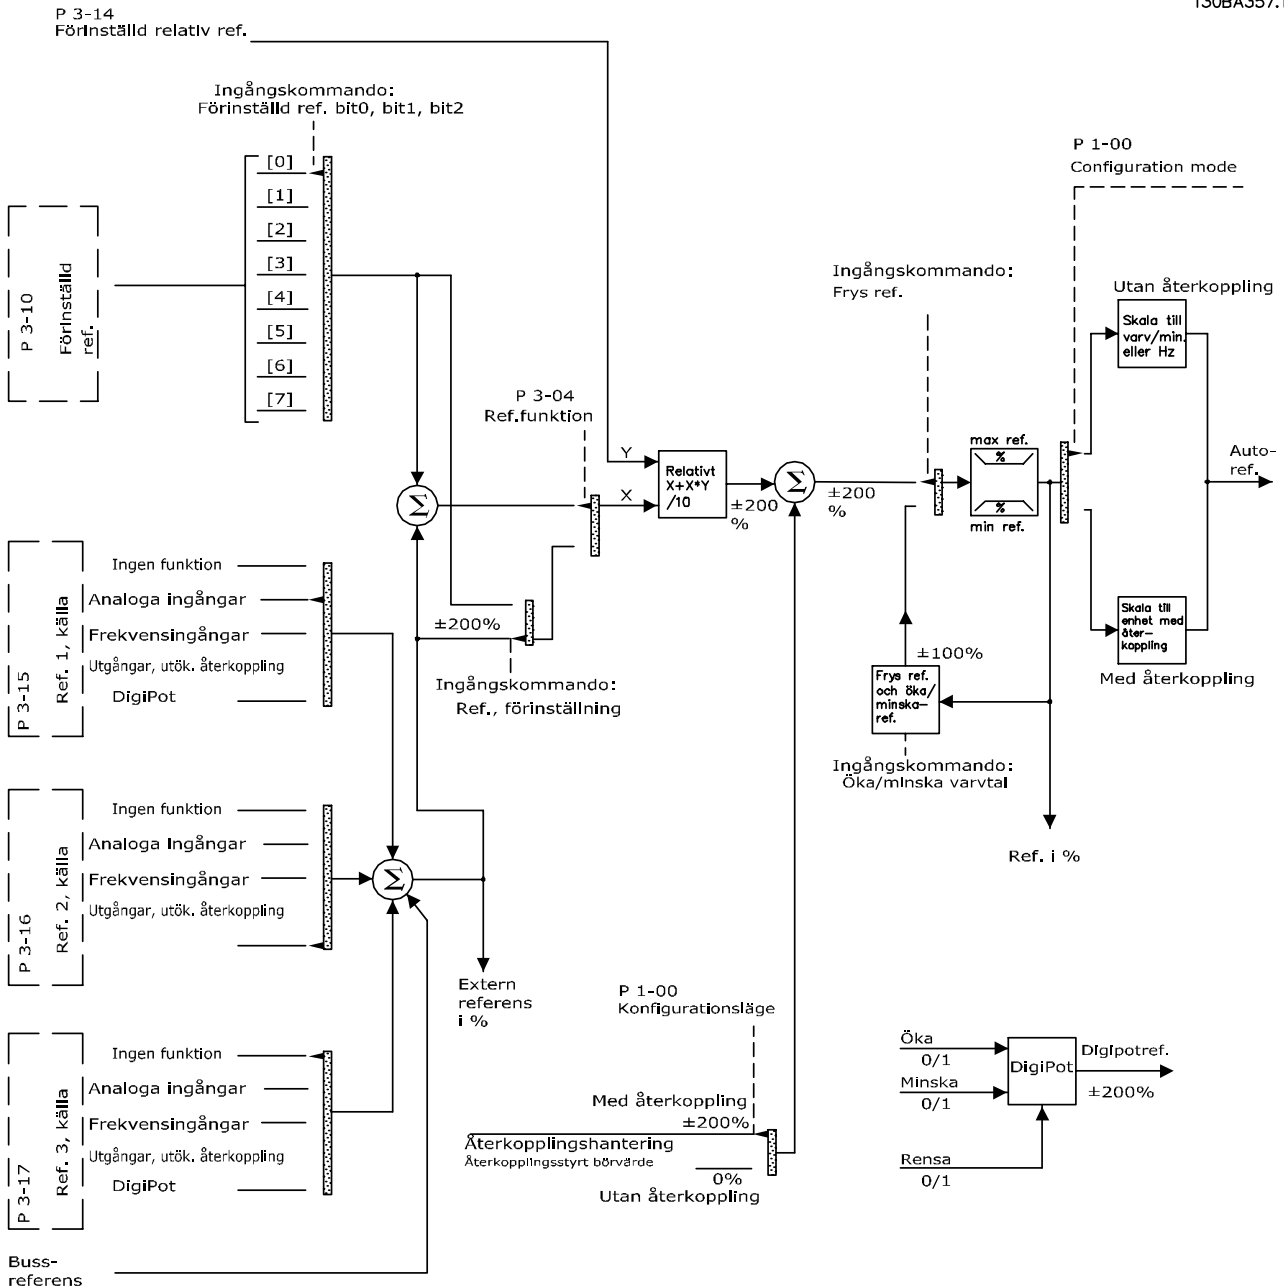 P 3-14
Förinställd relativ ref.
Ingångskommando:
Förinställd ref. bit0, bit1, bit2
[0]
[1]
[2]
[3]
[4]
[5]
[6]
[7]
P 3-10
Förinställd
ref.
P 1-00
Configuration mode
Ingångskommando:
Frys ref.
Utan återkoppling
Skala till
varv/min.
eller Hz
P 3-04
Ref.funktion
Y
X
Relativt
X+X*Y
/10
±200
%
Σ
±200
%
max ref.
%
%
min ref.
Auto-
ref.
Σ
P 3-15
Ref. 1, källa
Ingen funktion
Analoga ingångar
Frekvensingångar
Utgångar, utök. återkoppling
DigiPot
±200%
Ingångskommando:
Ref., förinställning
±100%
Frys ref.
och öka/
minska-
ref.
Ingångskommando:
Öka/minska varvtal
Skala till
enhet med
åter-
koppling
Med återkoppling
Ref. i %
P 3-16
Ref. 2, källa
Ingen funktion
Analoga ingångar
Frekvensingångar
Utgångar, utök. återkoppling
Σ
Extern
referens
i %
P 1-00
Konfigurationsläge
Med återkoppling
±200%
Återkopplingshantering
Återkopplingsstyrt börvärde
0%
Utan återkoppling
Öka
0/1
Minska
0/1
Rensa
0/1
DigiPot
Digipotref.
±200%
P 3-17
Ref. 3, källa
Ingen funktion
Analoga ingångar
Frekvensingångar
Utgångar, utök. återkoppling
DigiPot
Buss-
referens